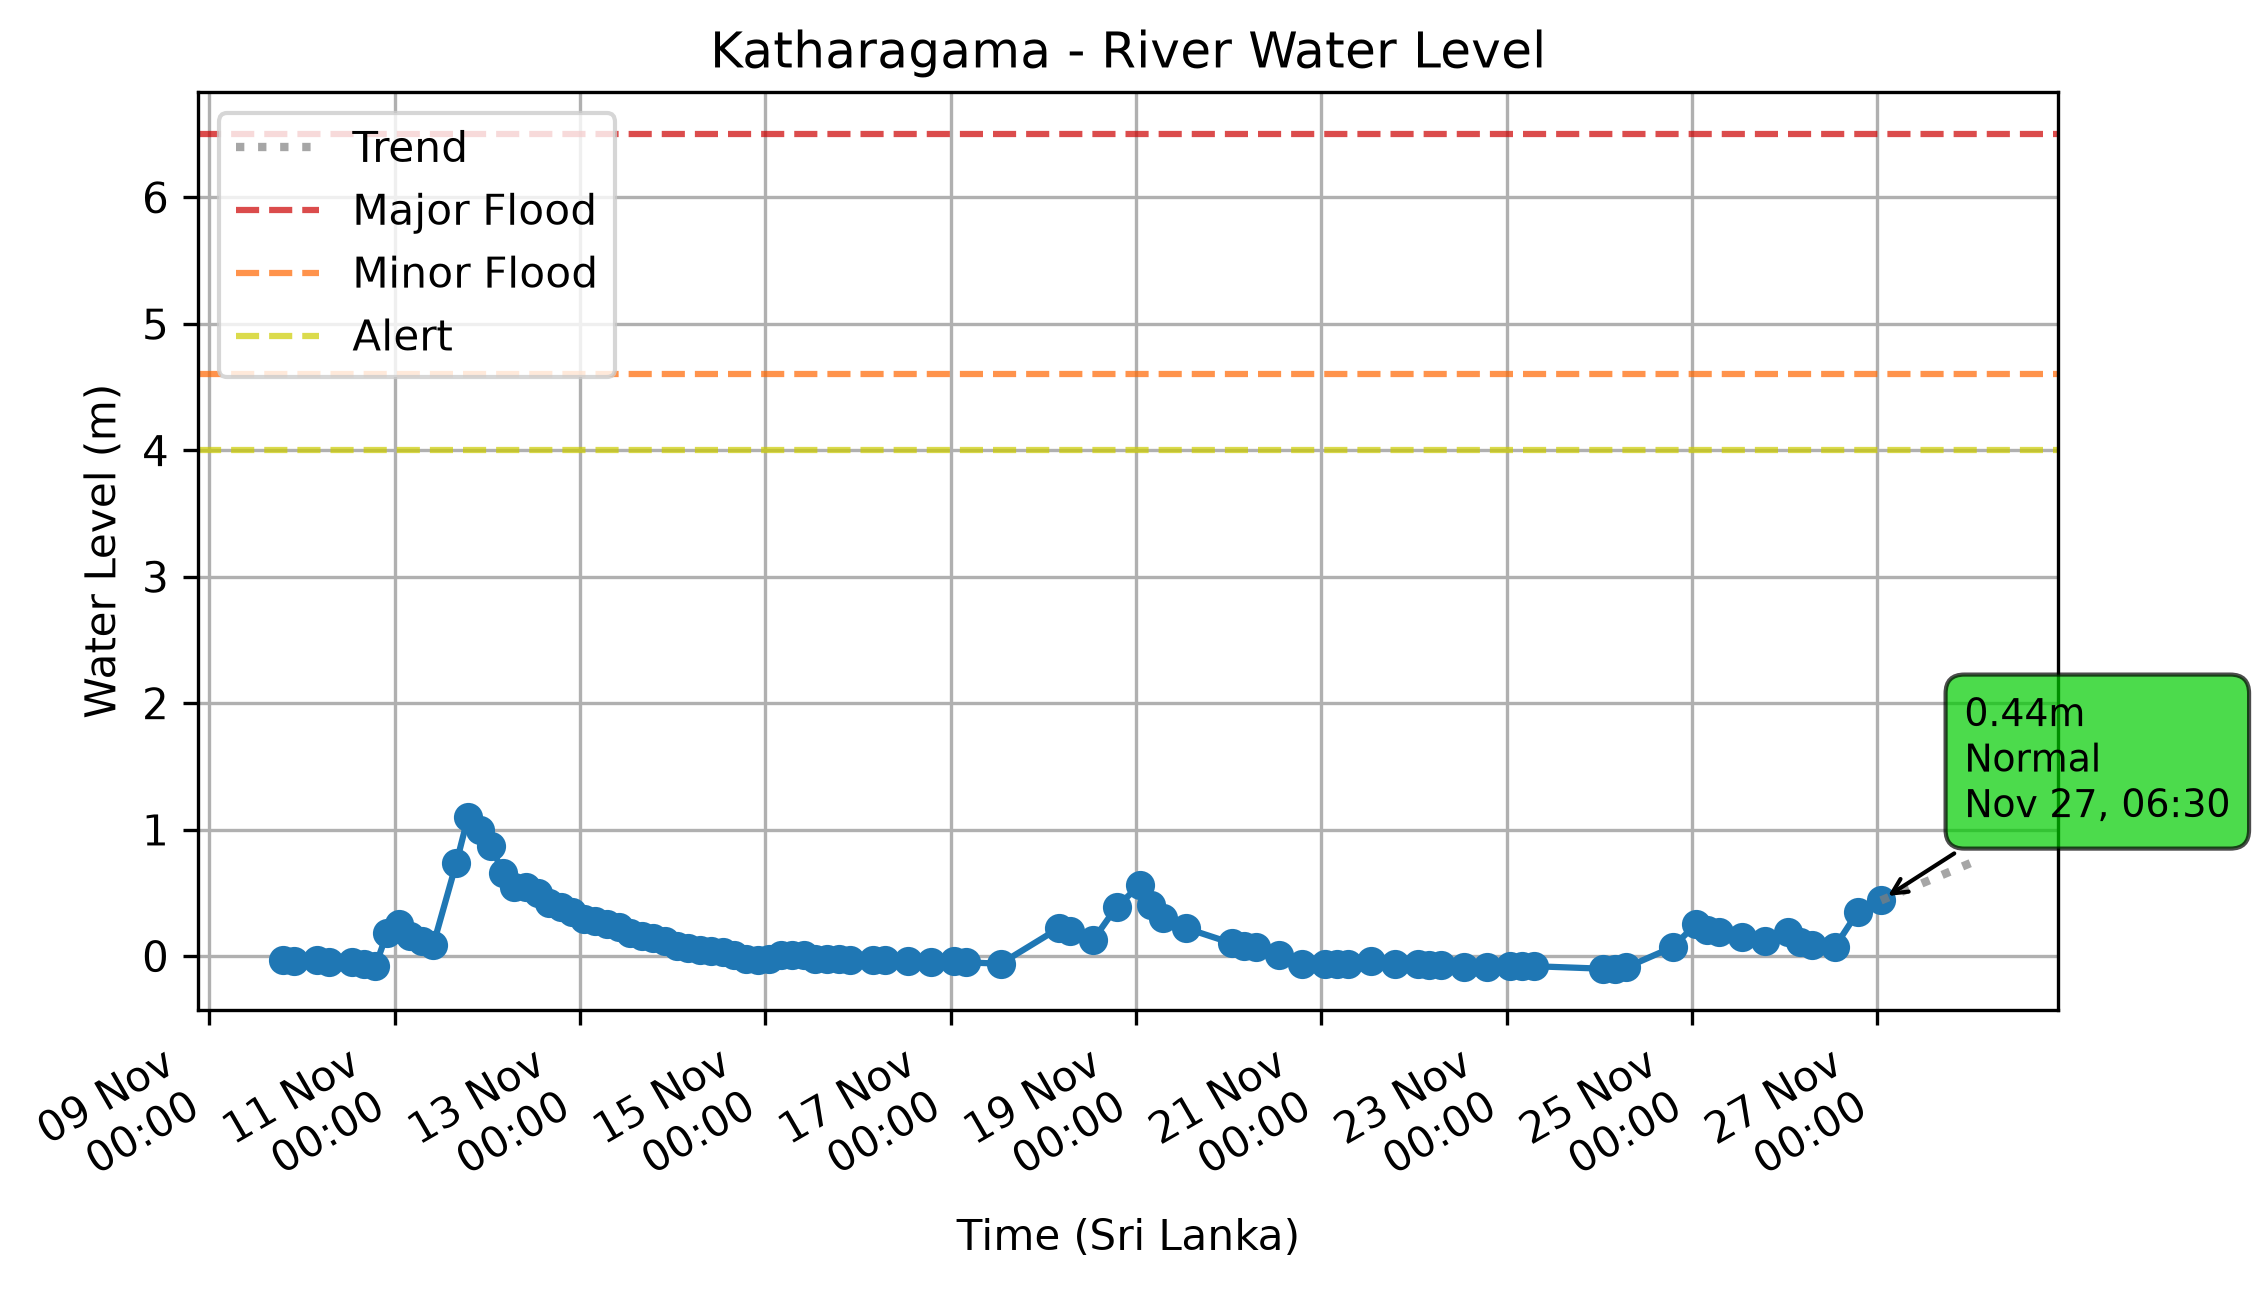 Katharagama - River Water Level
Trend
Major Flood
Minor Flood
Alert
Water Level (m)
6
5
4
3
2
1
0
0.44m
Normal
Nov 27, 06:30
09 Nov
00:00
11 Nov
00:00
13 Nov
00:00
15 Nov
00:00
17 Nov
00:00
19 Nov
00:00
21 Nov
00:00
23 Nov
00:00
25 Nov
00:00
27 Nov
00:00
Time (Sri Lanka)